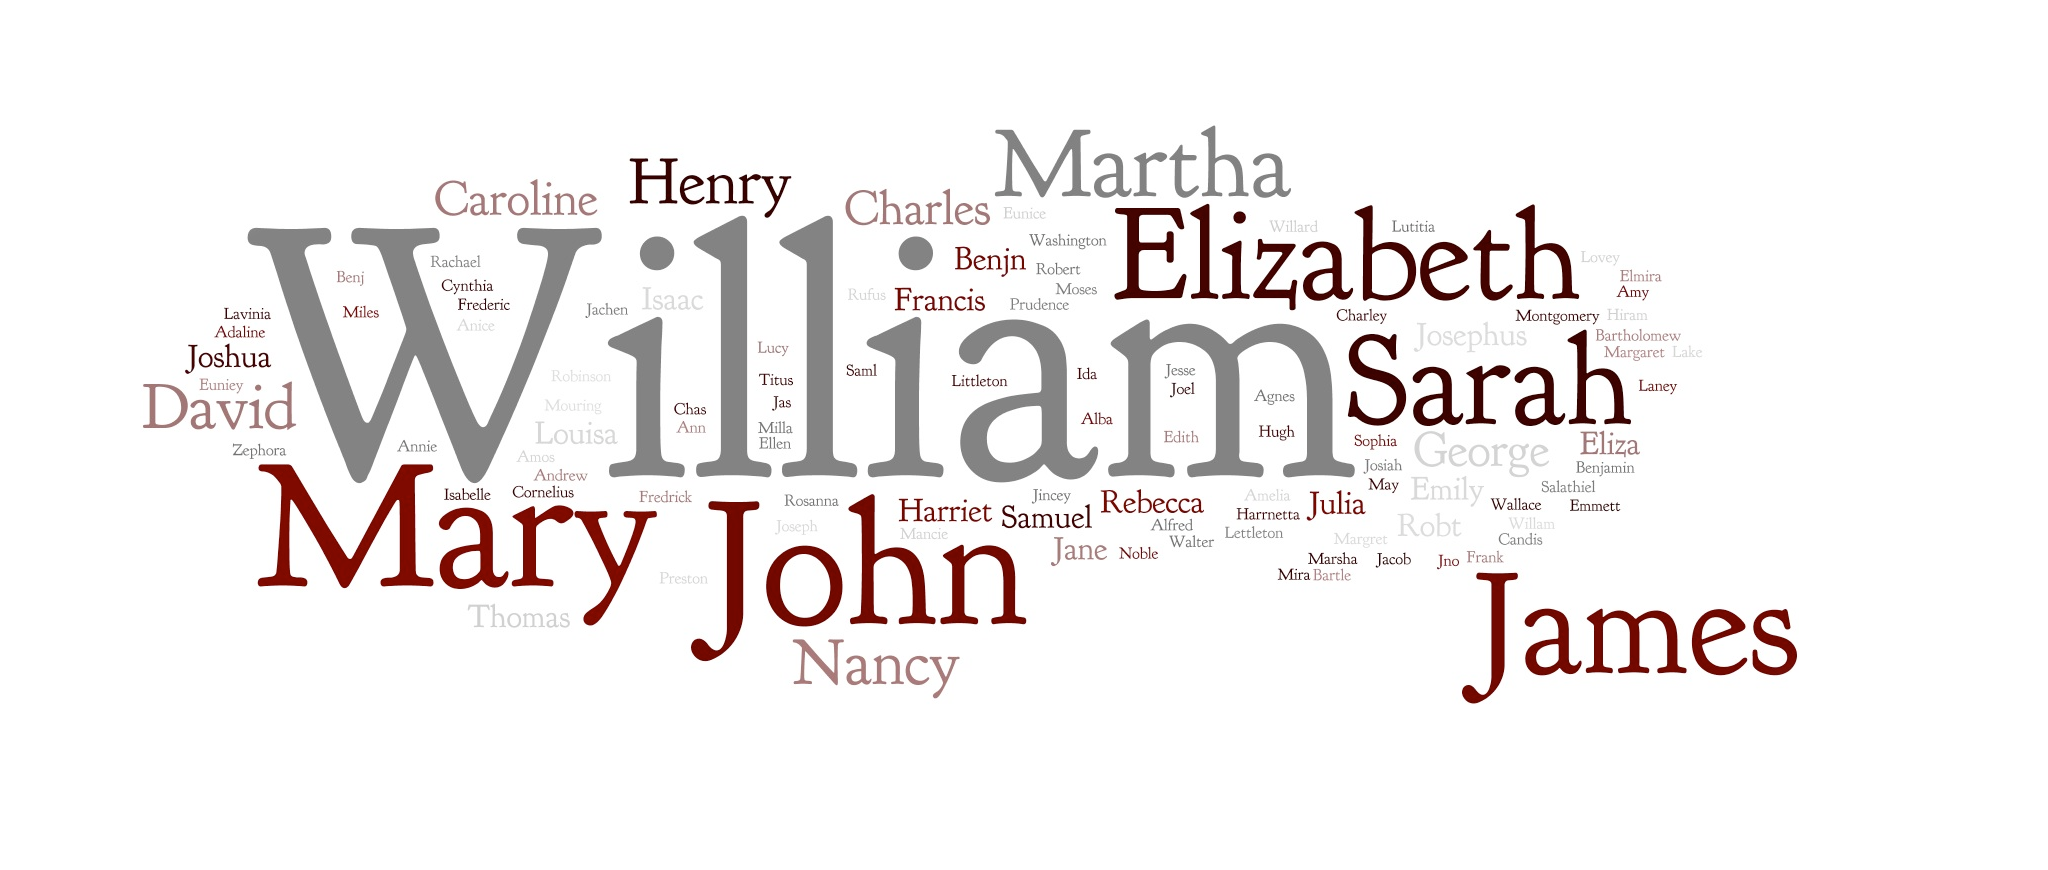 Martha
Henry
Caroline
Charles
Eunice
Elizabeth
Willard
Lutitia
Washington
Benjn
Robert
Lovey
William
Rachael
Benj
Cynthia
Frederic
Miles
Anice
Jachen
Isaac
Rufus
Francis
Moses
Prudence
Elmira
Amy
Lavinia
Adaline
Joshua
Charley
Montgomery
Hiram
Josephus
Bartholomew
Margaret
Lake
Sarah
Laney
Euniey
David
Lucy
Robinson
Titus
Saml
Littleton
Ida
Jesse
Joel
Agnes
Mouring
Chas
Jas
Ann
Alba
Milla
Ellen
Louisa
Edith
Hugh
Zephora
Annie
Amos
Andrew
Sophia
George
Eliza
Josiah
Benjamin
May
Emily
Salathiel
Mary
Isabelle
Cornelius
Fredrick
Rosanna
John
Harriet
Samuel
Jincey
Rebecca
Amelia
Harrnetta
Julia
Wallace
Emmett
Joseph
Mancie
Alfred
Walter
Lettleton
Robt
Willam
Candis
Margret
Jane
Noble
Marsha
Jacob
Jno
Frank
Mira
Bartle
Preston
Thomas
James
Nancy